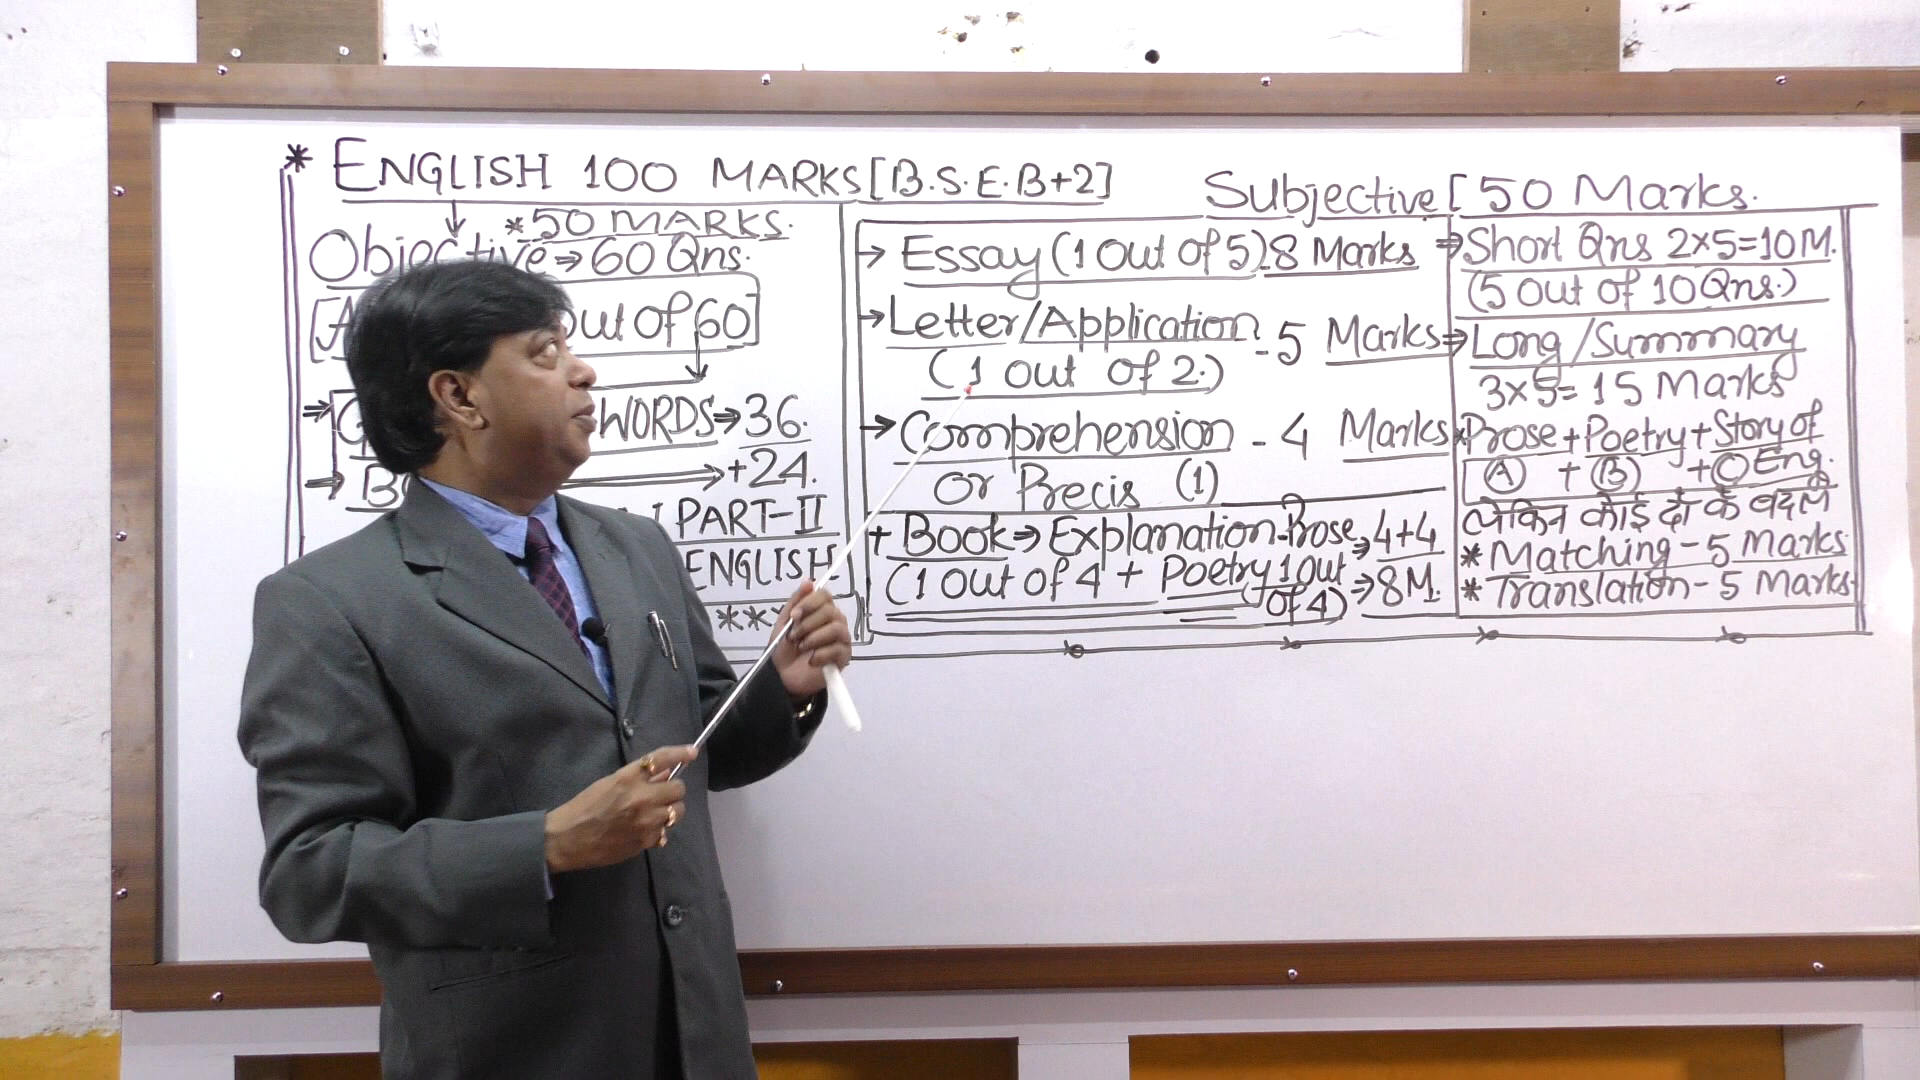 * ENGLISH 100 MARKS [B.S.E.B+2]
* 50 MARKS.
Objective ⇒ 60 Qns.
out of 60]
⇒ WORDS ⇒ 36.
⇒ +24.
PART-II
ENGLISH.
***
Subjective [50 Marks.
→ Essay (1 out of 5) - 8 Marks
→ Letter/Application - 5 Marks
(1 out of 2.)
→ Comprehension - 4 Marks
or Precis (1)
+ Book ⇒ Explanation - Prose ⇒ 4+4
(1 out of 4 + Poetry 1 out ⇒ 8M.
(of 4)
⇒ Short Qns 2×5=10M.
(5 out of 10 Qns.)
⇒ Long/Summary
3×5= 15 Marks
* Prose + Poetry + Story of
(A) + (B) + (C) Eng.
लेकिन कोई दो के बदले
* Matching - 5 Marks
* Translation - 5 Marks